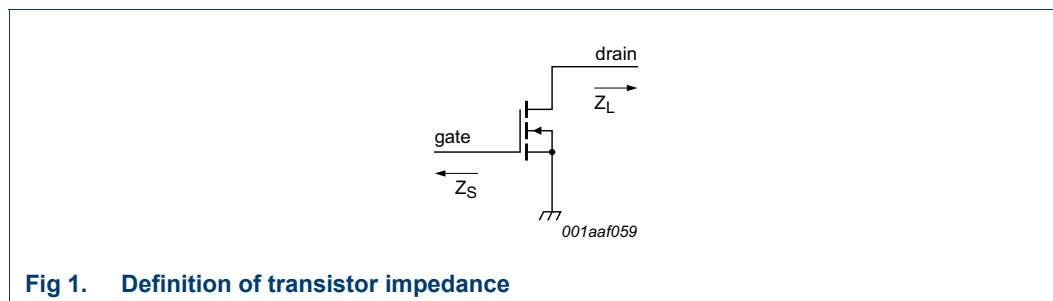 drain
Z_L
gate
Z_S
001aaf059
Fig 1. Definition of transistor impedance